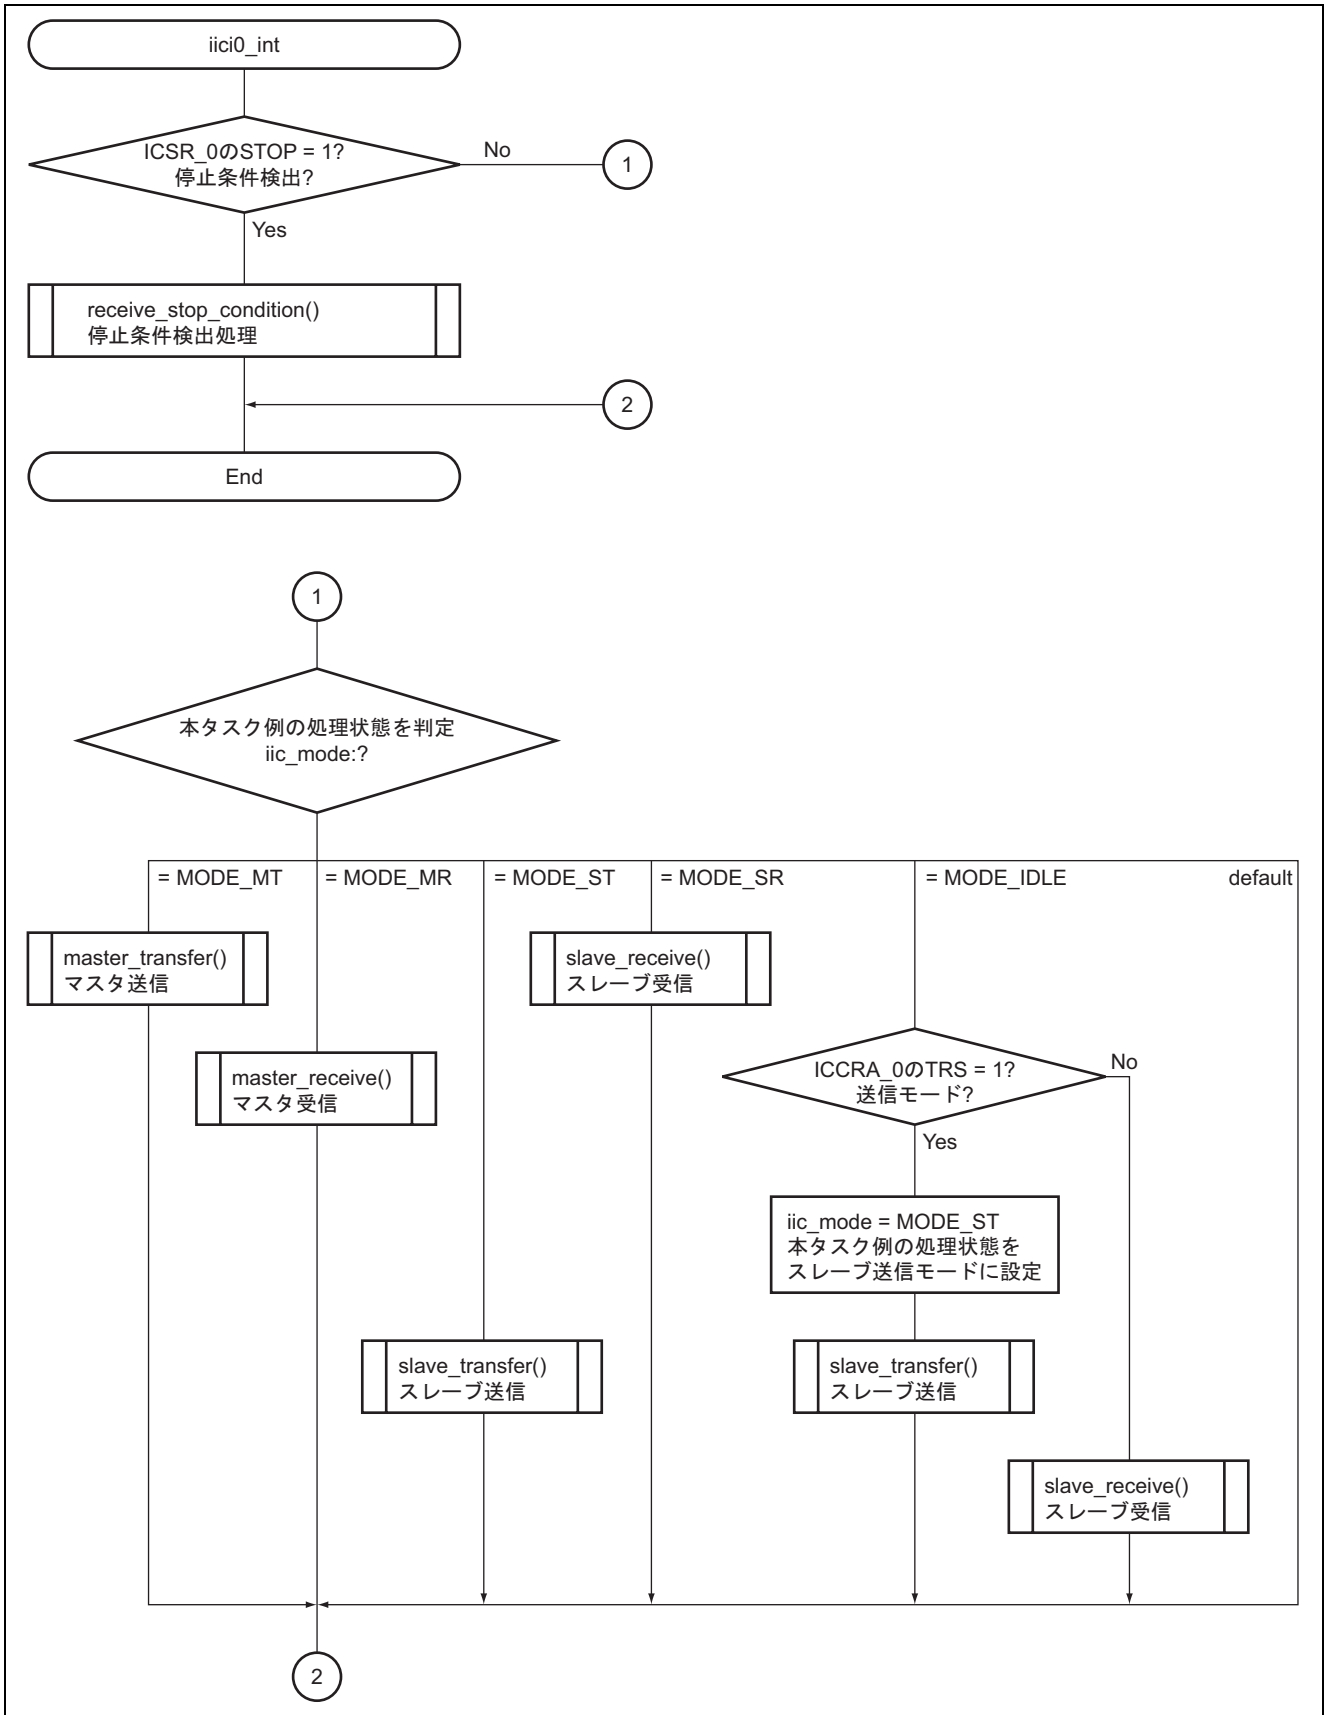 iici0_int
ICSR_0のSTOP = 1?
停止条件検出?
No
1
Yes
receive_stop_condition()
停止条件検出処理
2
End
1
本タスク例の処理状態を判定
iic_mode:?
= MODE_MT
= MODE_MR
= MODE_ST
= MODE_SR
= MODE_IDLE
default
master_transfer()
マスタ送信
slave_receive()
スレーブ受信
master_receive()
マスタ受信
ICCRA_0のTRS = 1?
送信モード?
No
Yes
iic_mode = MODE_ST
本タスク例の処理状態を
スレーブ送信モードに設定
slave_transfer()
スレーブ送信
slave_transfer()
スレーブ送信
slave_receive()
スレーブ受信
2